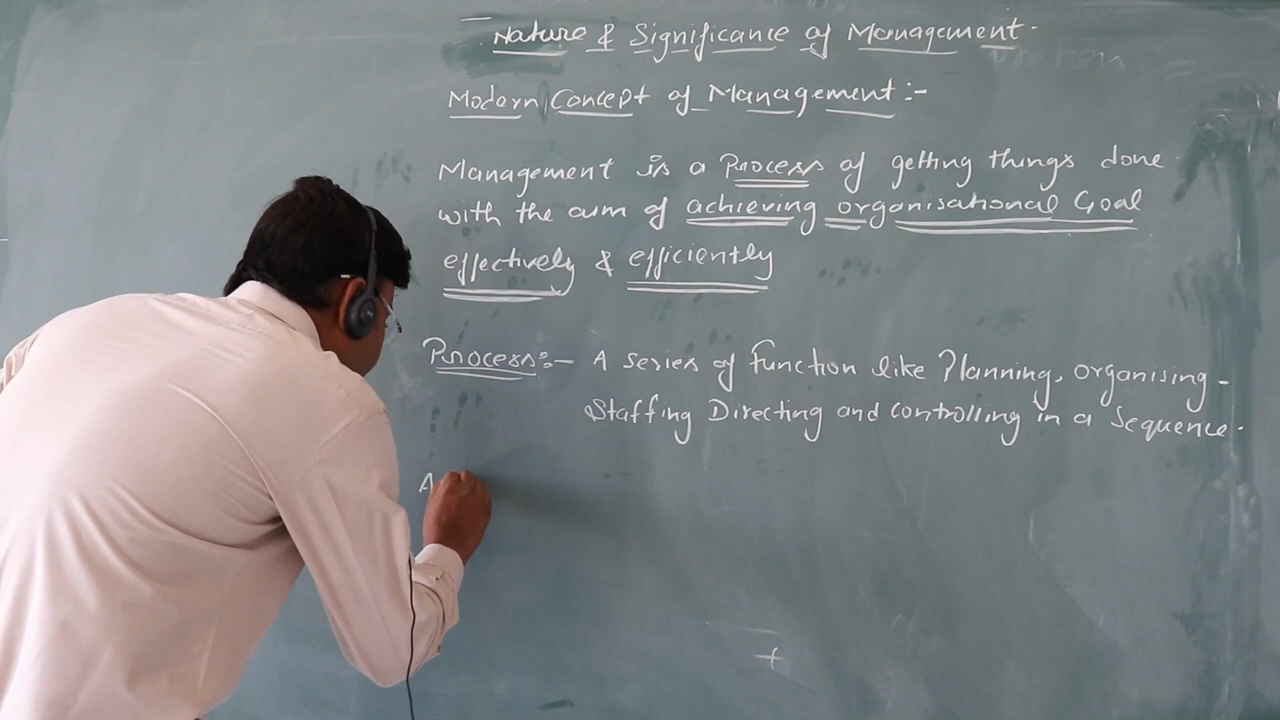 Nature & Significance of Management.
Modern Concept of Management:-
Management is a Process of getting things done
with the aim of achieving organisational Goal
effectively & efficiently
Process:- A series of Function like Planning, organising -
Staffing Directing and controlling in a Sequence.
A